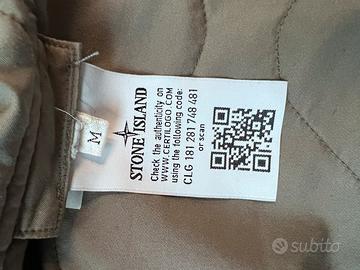 M
STONE ISLAND
Check the authenticity on
WWW.CERTILOGO.COM
using the following code:
CLG 181 281 748 481
or scan
subito